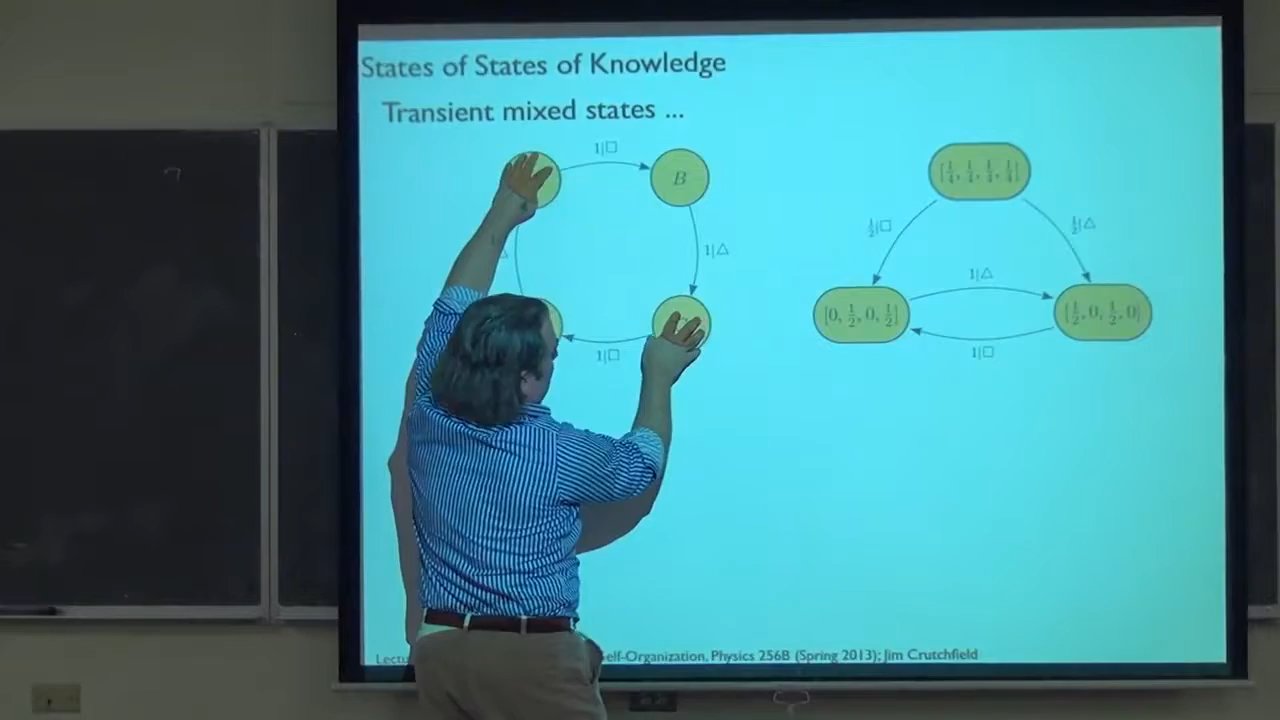 States of States of Knowledge
Transient mixed states ...
1|□
B
1|△
1|□
[¼, ¼, ¼, ¼]
½|□
½|△
1|△
[0, ½, 0, ½]
[½, 0, ½, 0]
1|□
elf-Organization, Physics 256B (Spring 2013); Jim Crutchfield